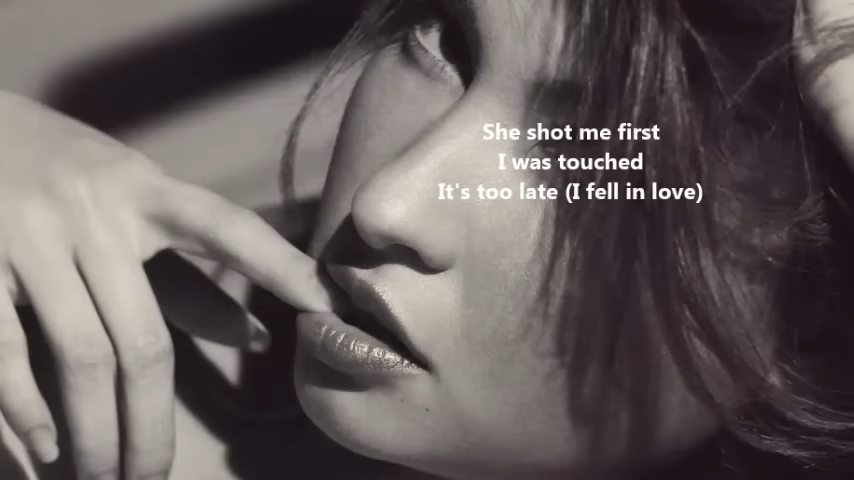 She shot me first
I was touched
It's too late (I fell in love)